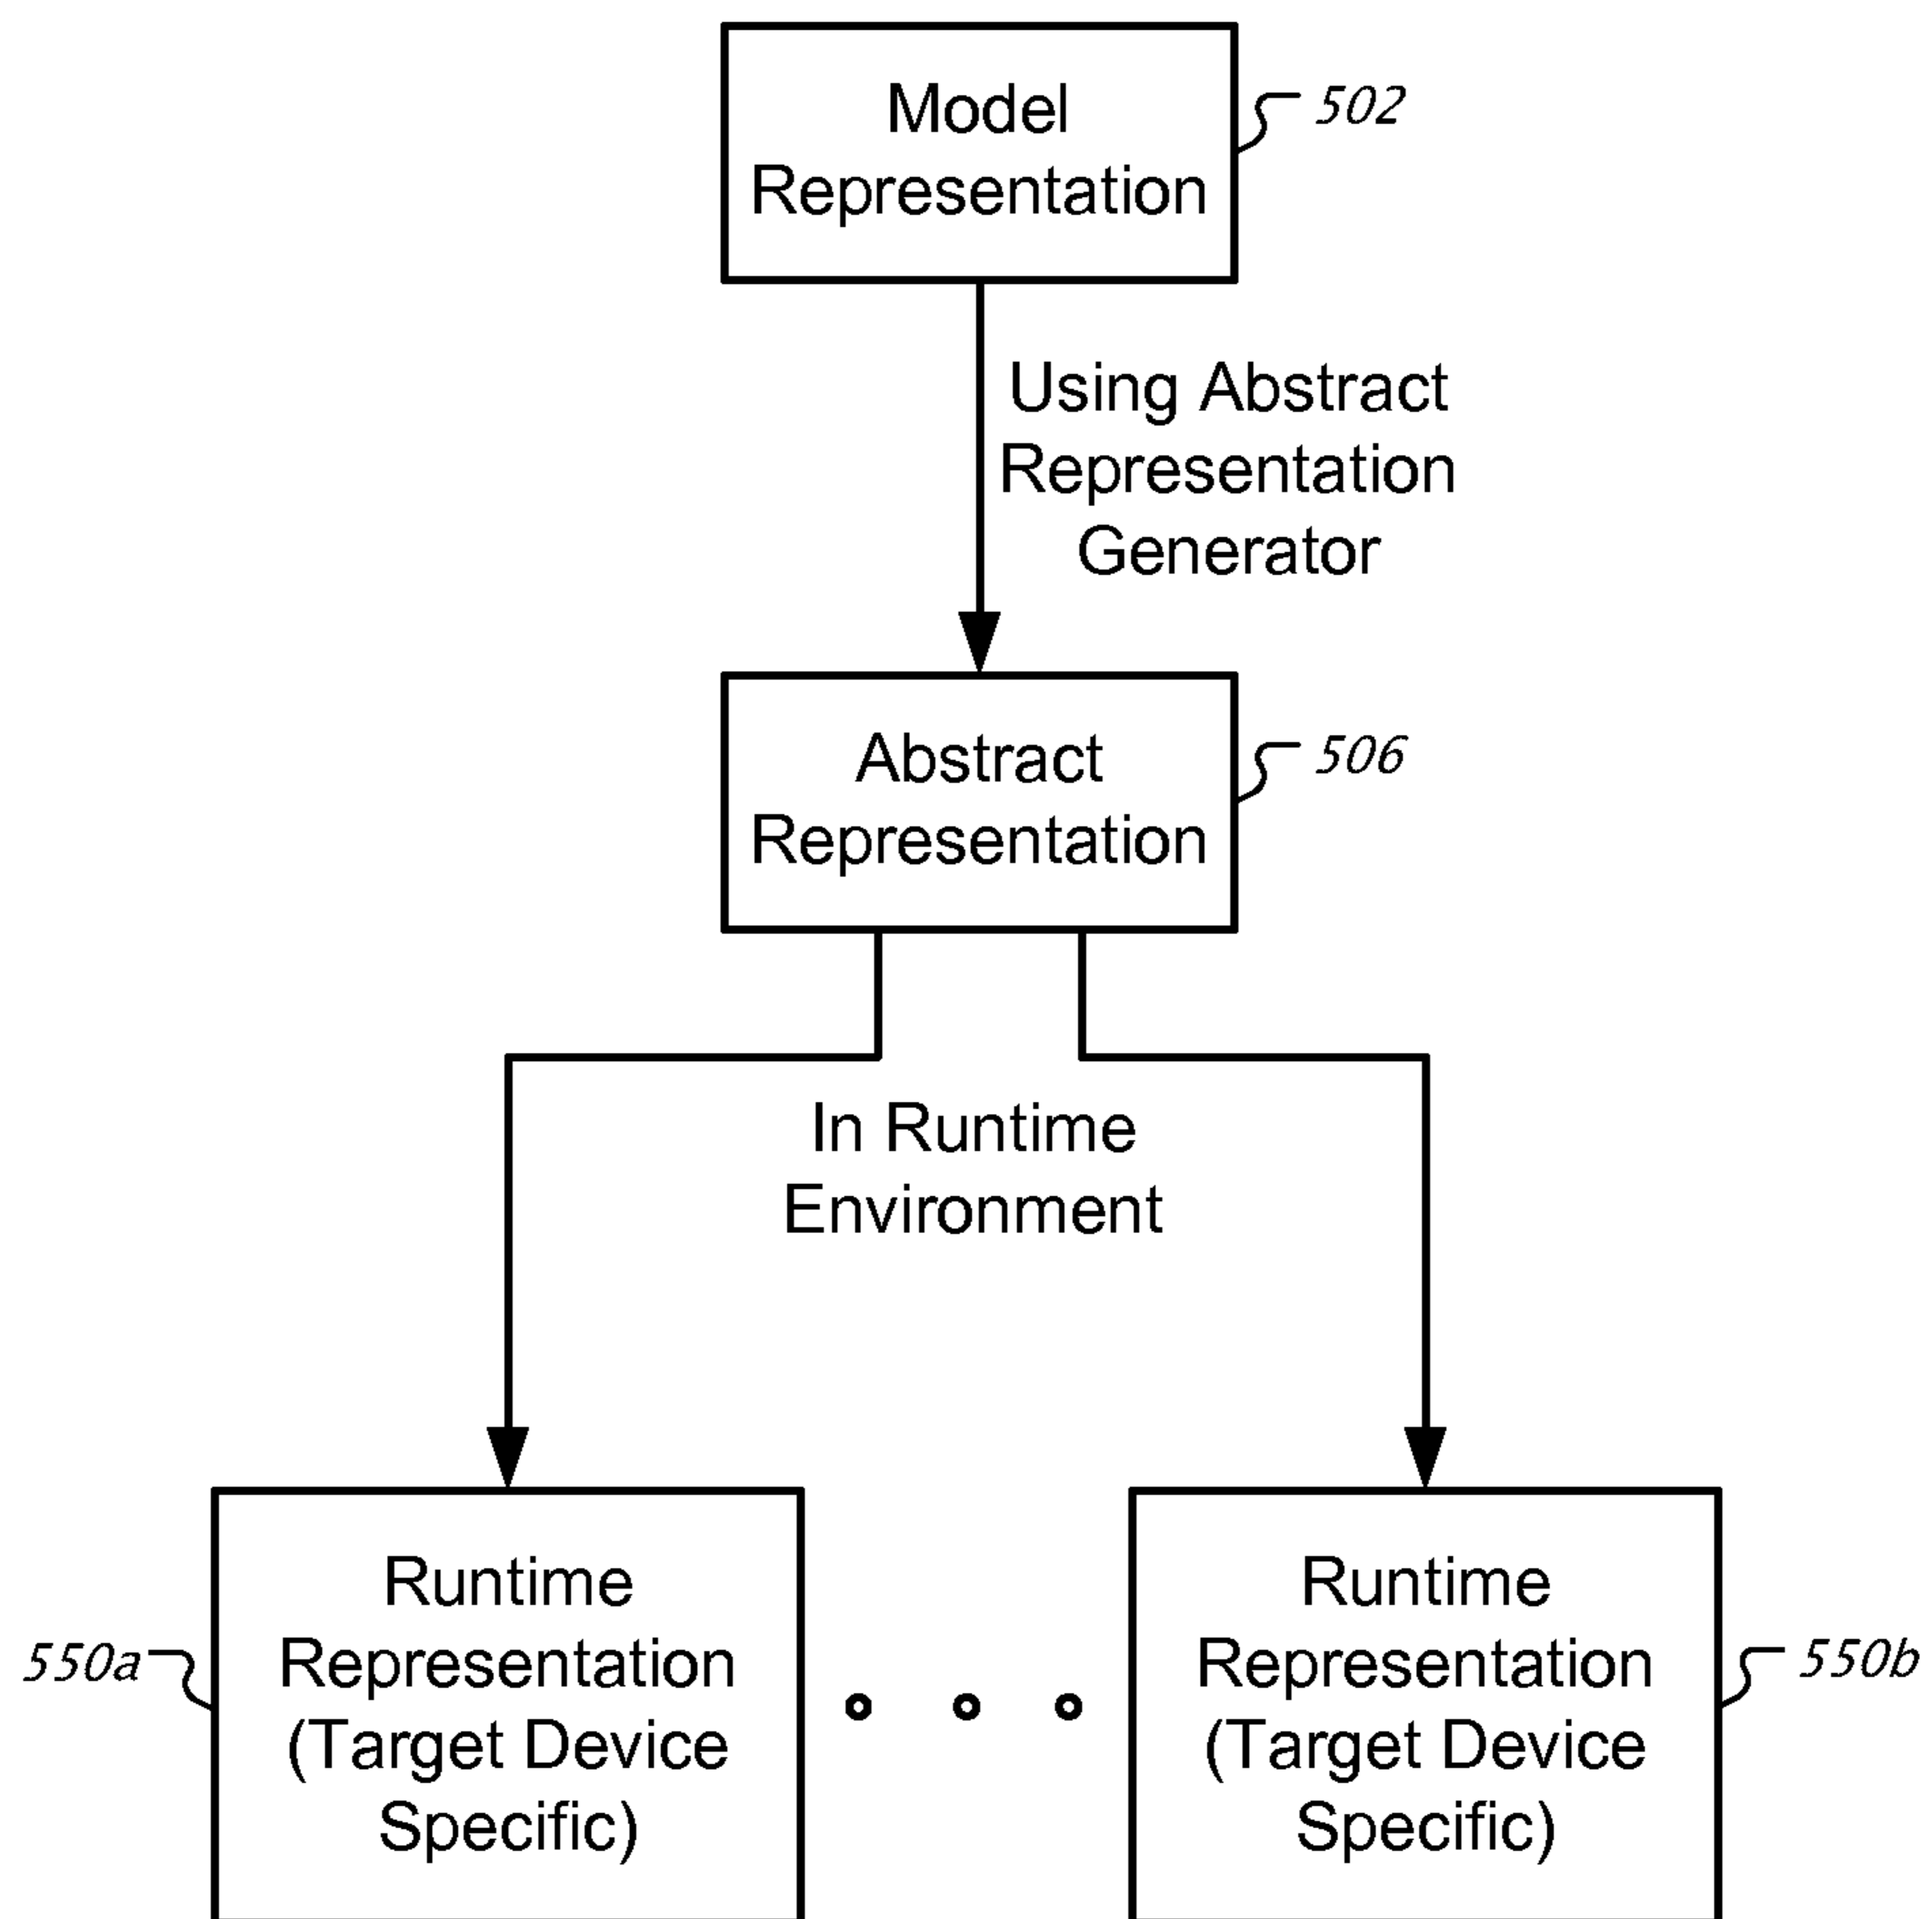 Model
Representation
502
Using Abstract
Representation
Generator
Abstract
Representation
506
In Runtime
Environment
Runtime
Representation
(Target Device
Specific)
550a
Runtime
Representation
(Target Device
Specific)
550b